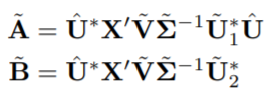 Ã = Û*X′ṼΣ̃⁻¹Ũ₁*Û
B̃ = Û*X′ṼΣ̃⁻¹Ũ₂*